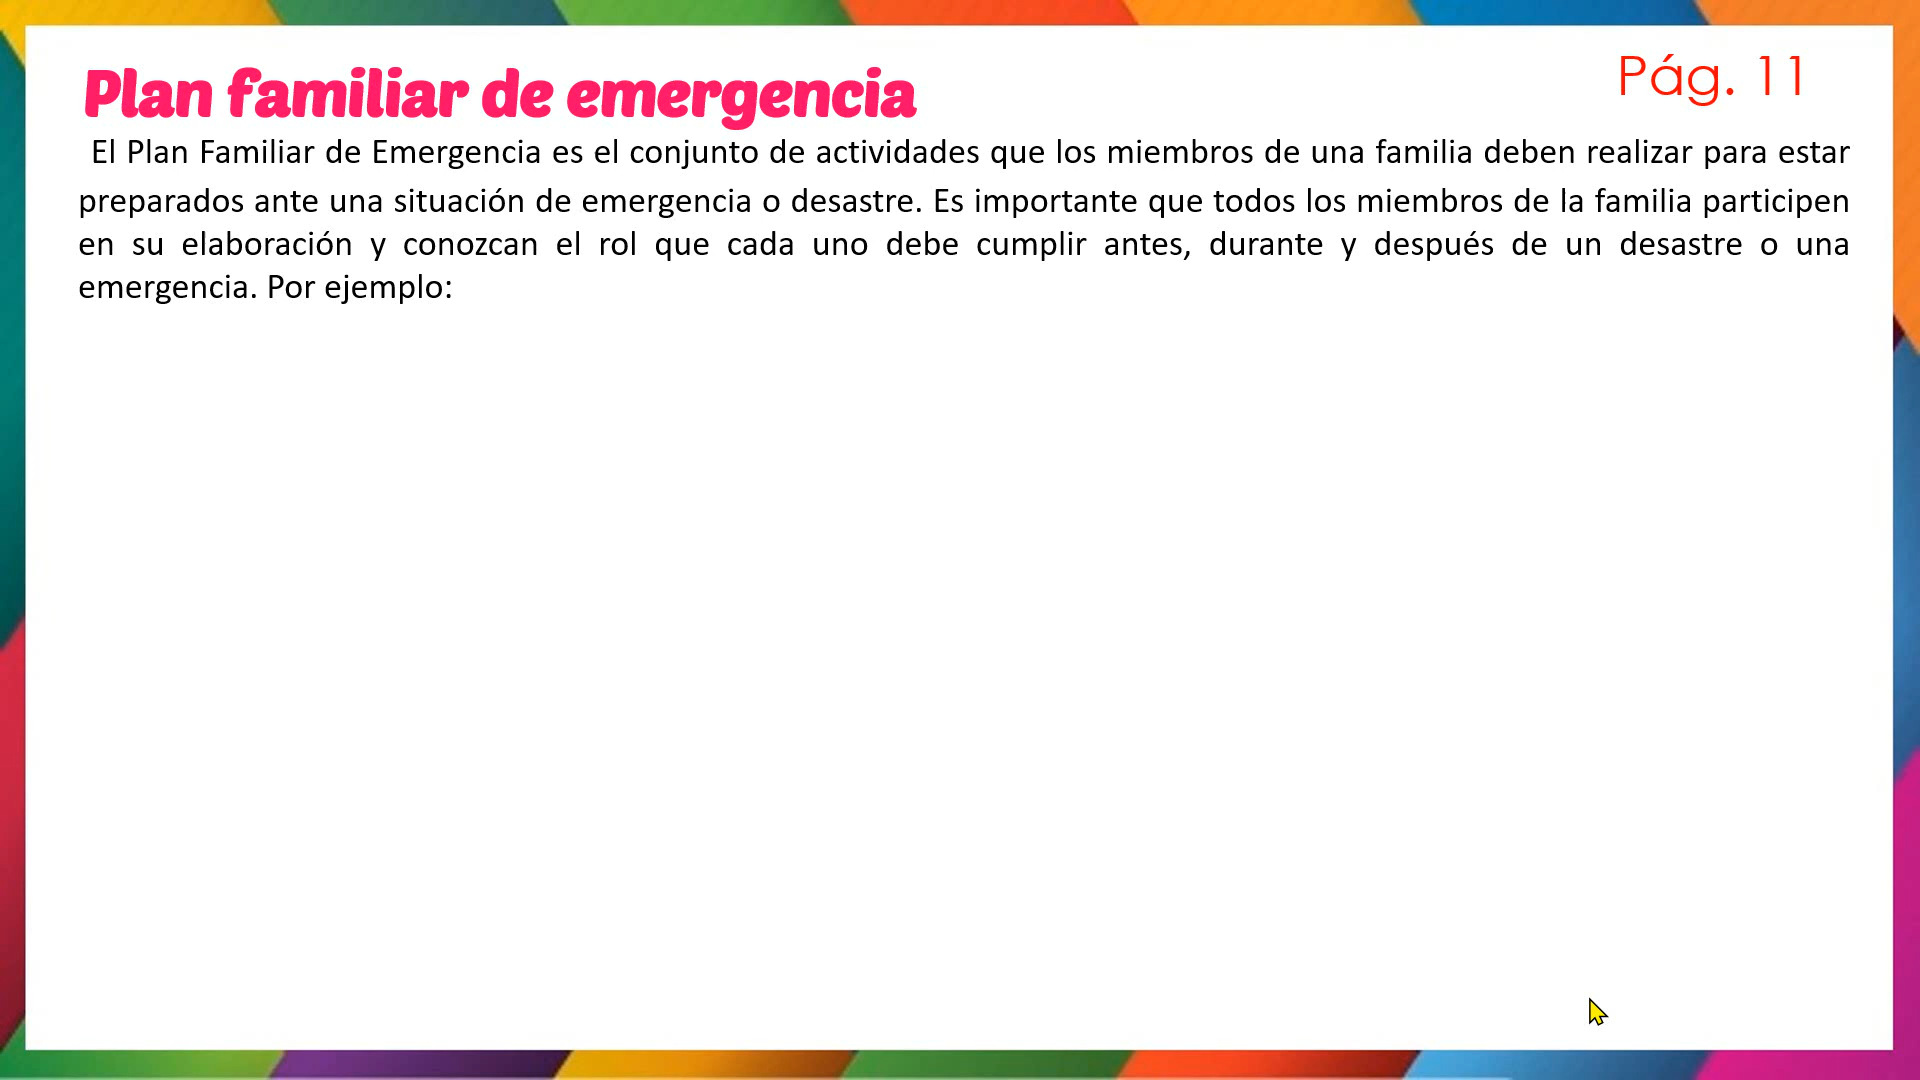 Plan familiar de emergencia
Pág. 11
El Plan Familiar de Emergencia es el conjunto de actividades que los miembros de una familia deben realizar para estar
preparados ante una situación de emergencia o desastre. Es importante que todos los miembros de la familia participen
en su elaboración y conozcan el rol que cada uno debe cumplir antes, durante y después de un desastre o una
emergencia. Por ejemplo: